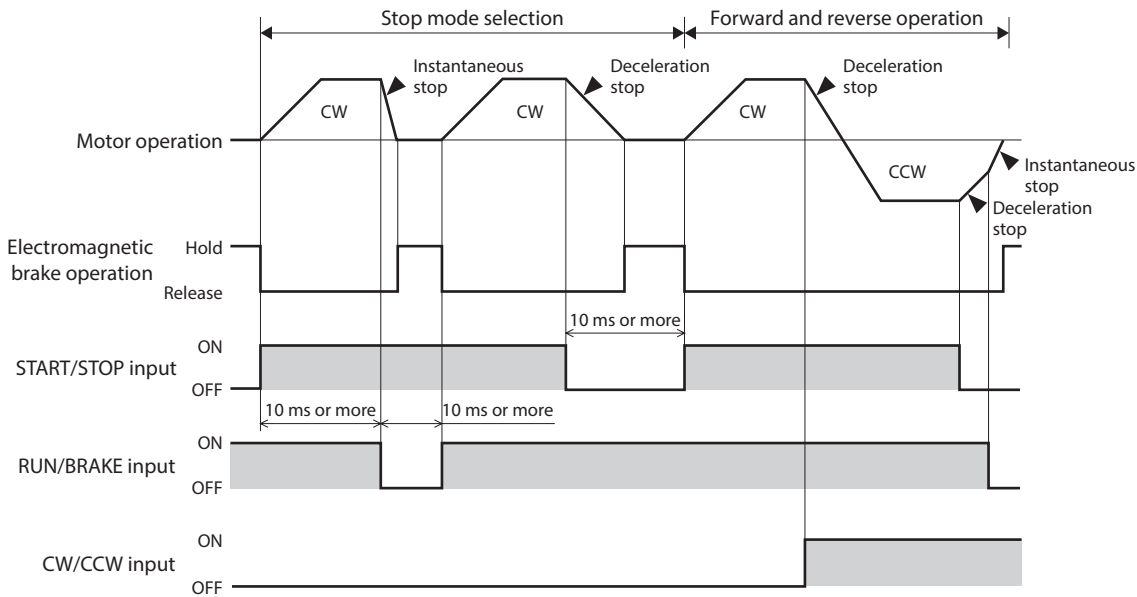 Stop mode selection
Forward and reverse operation
Instantaneous
stop
Deceleration
stop
Deceleration
stop
CW
CW
CW
Motor operation
CCW
Instantaneous
stop
Deceleration
stop
Electromagnetic
brake operation
Hold
Release
10 ms or more
START/STOP input
ON
OFF
10 ms or more
10 ms or more
RUN/BRAKE input
ON
OFF
CW/CCW input
ON
OFF